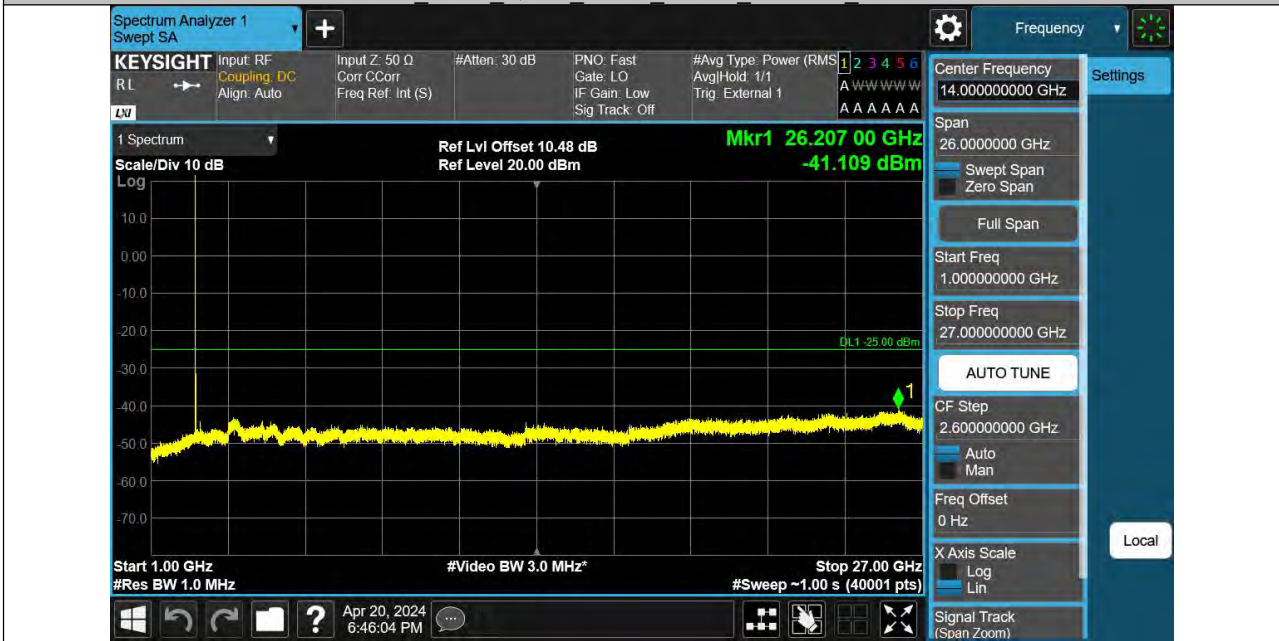 Spectrum Analyzer 1
Swept SA
Frequency
KEYSIGHT
RL
LXI
Input: RF
Coupling: DC
Align: Auto
Input Z: 50 Ω
Corr CCorr
Freq Ref: Int (S)
#Atten: 30 dB
PNO: Fast
Gate: LO
IF Gain: Low
Sig Track: Off
#Avg Type: Power (RMS
Avg|Hold: 1/1
Trig: External 1
1 2 3 4 5 6
A W W W W W
A A A A A A
1 Spectrum
Scale/Div 10 dB
Log
Ref Lvl Offset 10.48 dB
Ref Level 20.00 dBm
Mkr1 26.207 00 GHz
-41.109 dBm
10.0
0.00
-10.0
-20.0
-30.0
-40.0
-50.0
-60.0
-70.0
DL1 -25.00 dBm
1
Start 1.00 GHz
#Res BW 1.0 MHz
#Video BW 3.0 MHz*
Stop 27.00 GHz
#Sweep ~1.00 s (40001 pts)
Center Frequency
14.000000000 GHz
Span
26.0000000 GHz
Swept Span
Zero Span
Full Span
Start Freq
1.000000000 GHz
Stop Freq
27.000000000 GHz
AUTO TUNE
CF Step
2.600000000 GHz
Auto
Man
Freq Offset
0 Hz
X Axis Scale
Log
Lin
Signal Track
(Span Zoom)
Settings
Local
?
Apr 20, 2024
6:46:04 PM